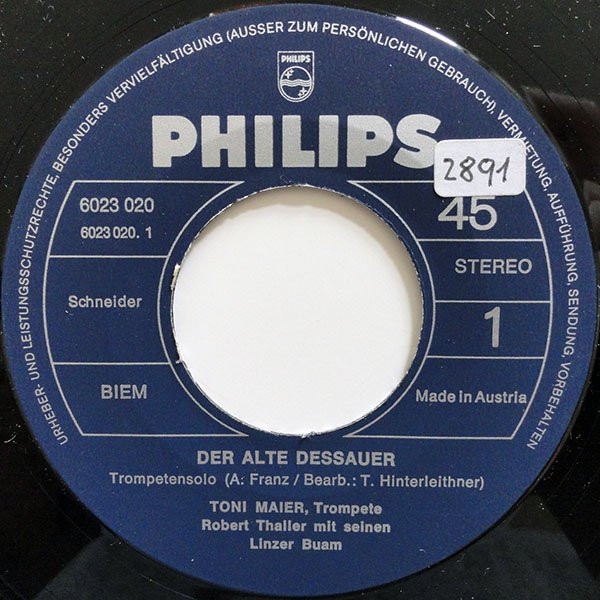 URHEBER- UND LEISTUNGSSCHUTZRECHTE, BESONDERS VERVIELFÄLTIGUNG (AUSSER ZUM PERSÖNLICHEN GEBRAUCH), VERMIETUNG, AUFFÜHRUNG, SENDUNG, VORBEHALTEN
PHILIPS
PHILIPS
2891
6023 020
6023 020. 1
45
STEREO
Schneider
1
BIEM
Made in Austria
DER ALTE DESSAUER
Trompetensolo (A. Franz / Bearb.: T. Hinterleithner)
TONI MAIER, Trompete
Robert Thaller mit seinen
Linzer Buam